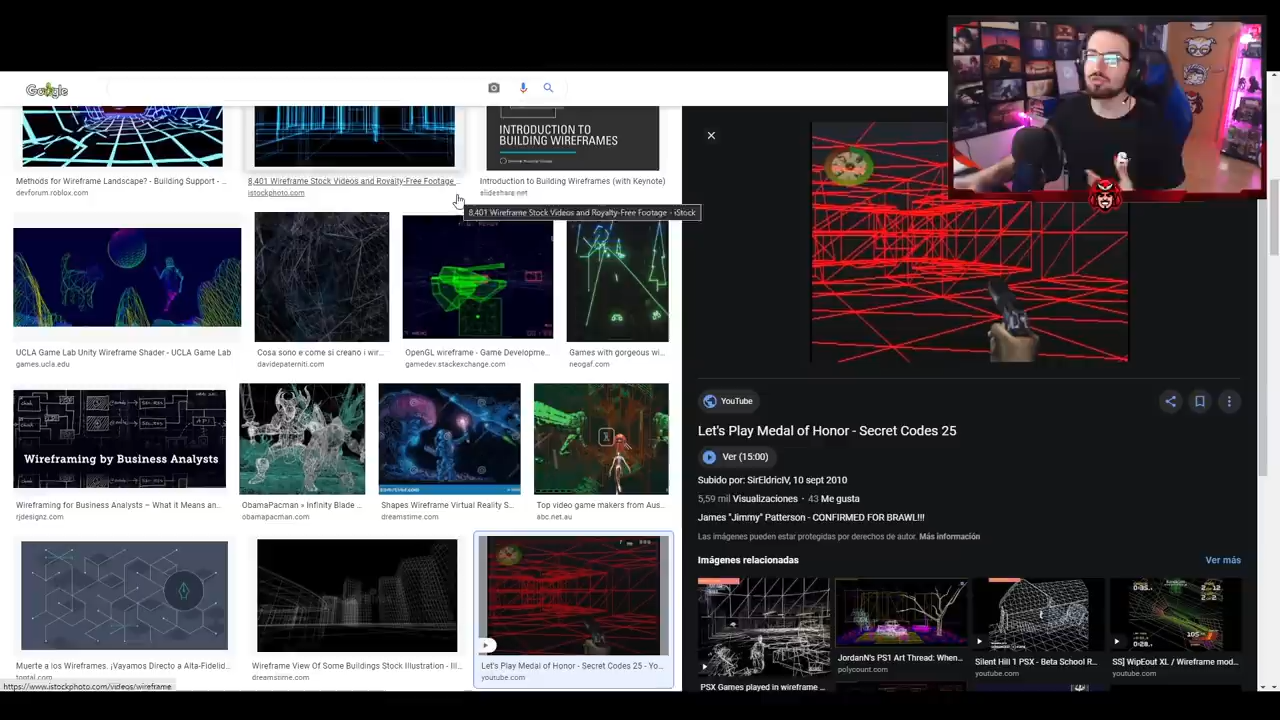 Google
INTRODUCTION TO
BUILDING WIREFRAMES
Methods for Wireframe Landscape? - Building Support - ...
devforum.roblox.com
8,401 Wireframe Stock Videos and Royalty-Free Footage ...
istockphoto.com
Introduction to Building Wireframes (with Keynote)
slideshare.net
8,401 Wireframe Stock Videos and Royalty-Free Footage - iStock
UCLA Game Lab Unity Wireframe Shader - UCLA Game Lab
games.ucla.edu
Cosa sono e come si creano i wir...
davidepaterniti.com
OpenGL wireframe - Game Developme...
gamedev.stackexchange.com
Games with gorgeous wi...
neogaf.com
YouTube
Let's Play Medal of Honor - Secret Codes 25
Ver (15:00)
Subido por: SirEldricIV, 10 sept 2010
5,59 mil Visualizaciones • 43 Me gusta
James "Jimmy" Patterson - CONFIRMED FOR BRAWL!!!
Las imágenes pueden estar protegidas por derechos de autor. Más información
Imágenes relacionadas
Ver más
Wireframing by Business Analysts
Wireframing for Business Analysts – What it Means an...
rjdesignz.com
ObamaPacman » Infinity Blade ...
obamapacman.com
Shapes Wireframe Virtual Reality S...
dreamstime.com
Top video game makers from Aus...
abc.net.au
Muerte a los Wireframes. ¡Vayamos Directo a Alta-Fidelid...
toptal.com
Wireframe View Of Some Buildings Stock Illustration - Ill...
dreamstime.com
Let's Play Medal of Honor - Secret Codes 25 - Yo...
youtube.com
PSX Games played in wireframe ...
JordanN's PS1 Art Thread: When...
polycount.com
Silent Hill 1 PSX - Beta School R...
youtube.com
SS] WipEout XL / Wireframe mod...
youtube.com
https://www.istockphoto.com/videos/wireframe